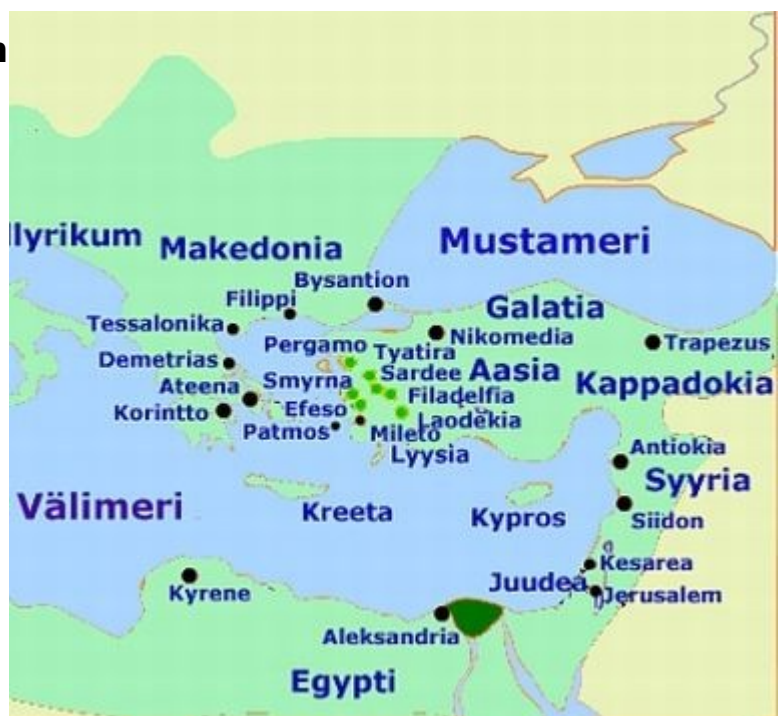 n
llyrikum
Makedonia
Mustameri
Bysantion
Filippi
Galatia
Tessalonika
Nikomedia
Trapezus
Pergamo
Tyatira
Demetrias
Sardee
Aasia
Kappadokia
Ateena
Smyrna
Filadelfia
Korintto
Efeso
Laodekia
Patmos
Mileto
Lyysia
Antiokia
Syyria
Välimeri
Kreeta
Kypros
Siidon
Kesarea
Juudea
Kyrene
Jerusalem
Aleksandria
Egypti